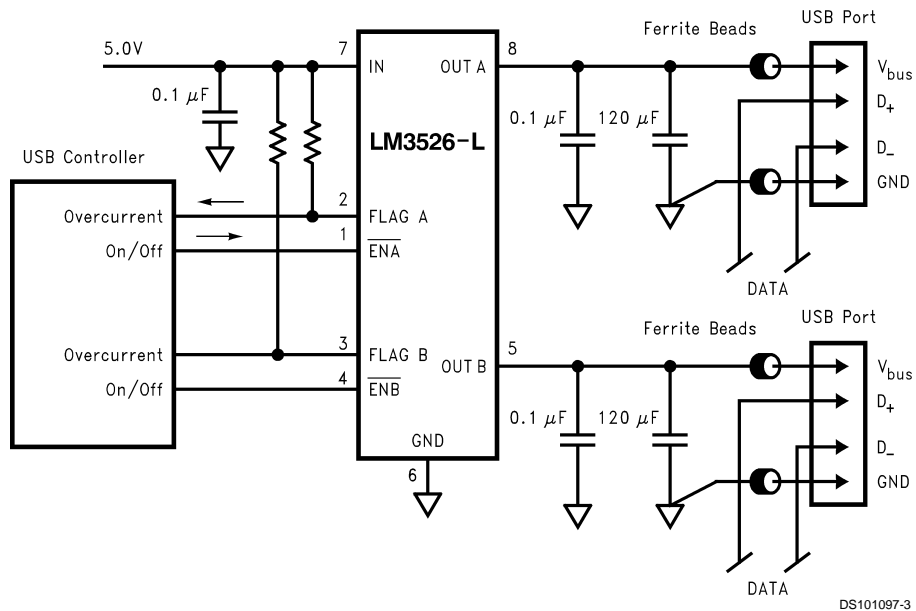 USB Port
Ferrite Beads
5.0V
7
IN
OUT A
8
V_bus
0.1 μF
D+
0.1 μF
120 μF
LM3526-L
USB Controller
D_
GND
2
Overcurrent
FLAG A
1
On/Off
ENA
DATA
USB Port
Ferrite Beads
3
Overcurrent
FLAG B
5
OUT B
V_bus
4
On/Off
ENB
D+
0.1 μF
120 μF
GND
D_
6
GND
DATA
DS101097-3